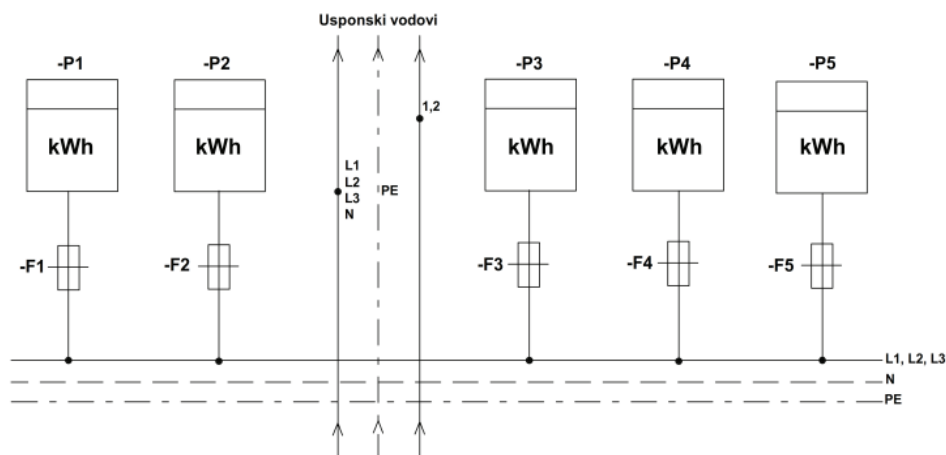 Usponski vodovi
-P1
-P2
-P3
-P4
-P5
1,2
kWh
kWh
kWh
kWh
kWh
L1
L2
L3
N
PE
-F1
-F2
-F3
-F4
-F5
L1, L2, L3
N
PE